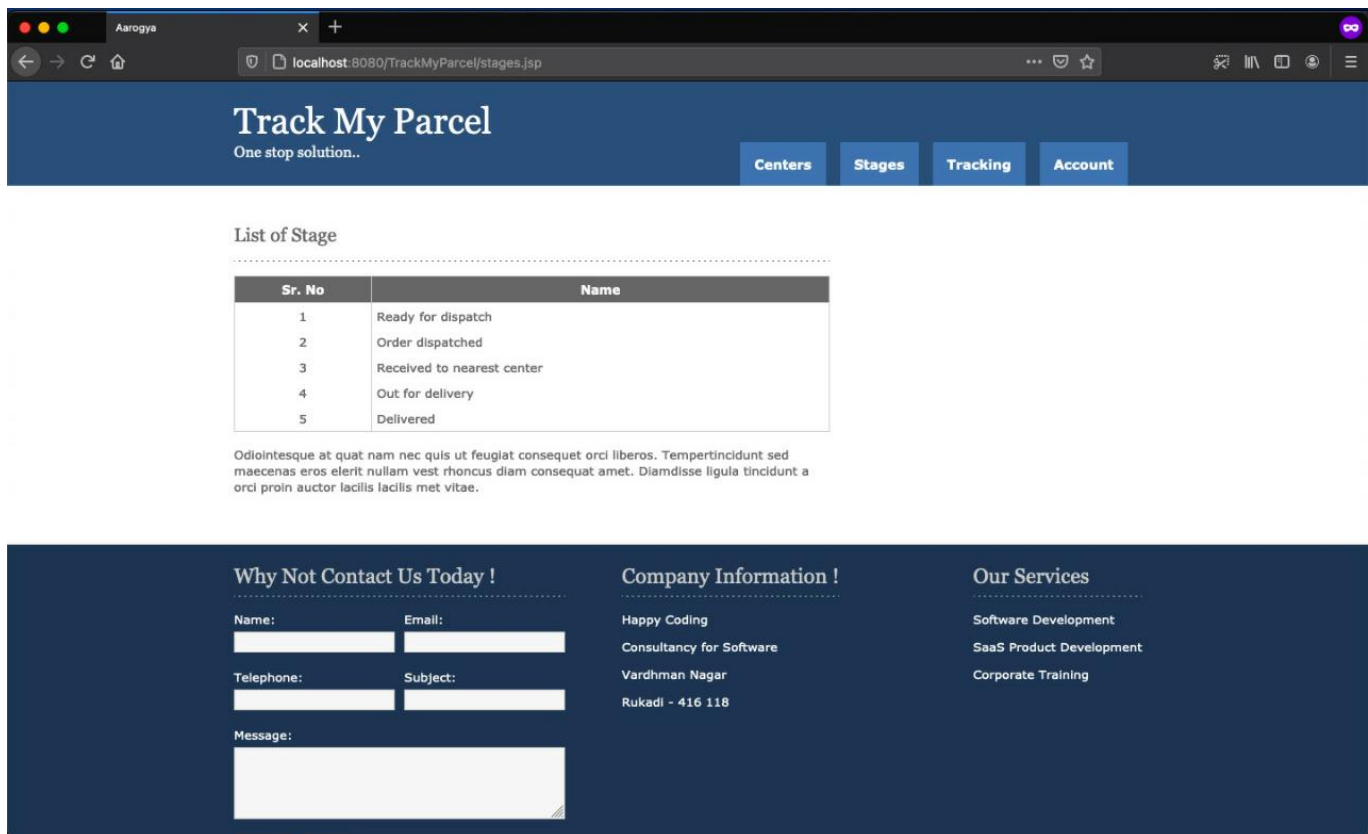 Aarogya
localhost:8080/TrackMyParcel/stages.jsp
Track My Parcel
One stop solution..
Centers Stages Tracking Account
List of Stage
Sr. No Name
1 Ready for dispatch
2 Order dispatched
3 Received to nearest center
4 Out for delivery
5 Delivered
Odiointesque at quat nam nec quis ut feugiat consequet orci liberos. Tempertincidunt sed
maecenas eros elerit nullam vest rhoncus diam consequat amet. Diamdisse ligula tincidunt a
orci proin auctor lacilis lacilis met vitae.
Why Not Contact Us Today !
Name: Email:
Telephone: Subject:
Message:
Company Information !
Happy Coding
Consultancy for Software
Vardhman Nagar
Rukadi - 416 118
Our Services
Software Development
SaaS Product Development
Corporate Training